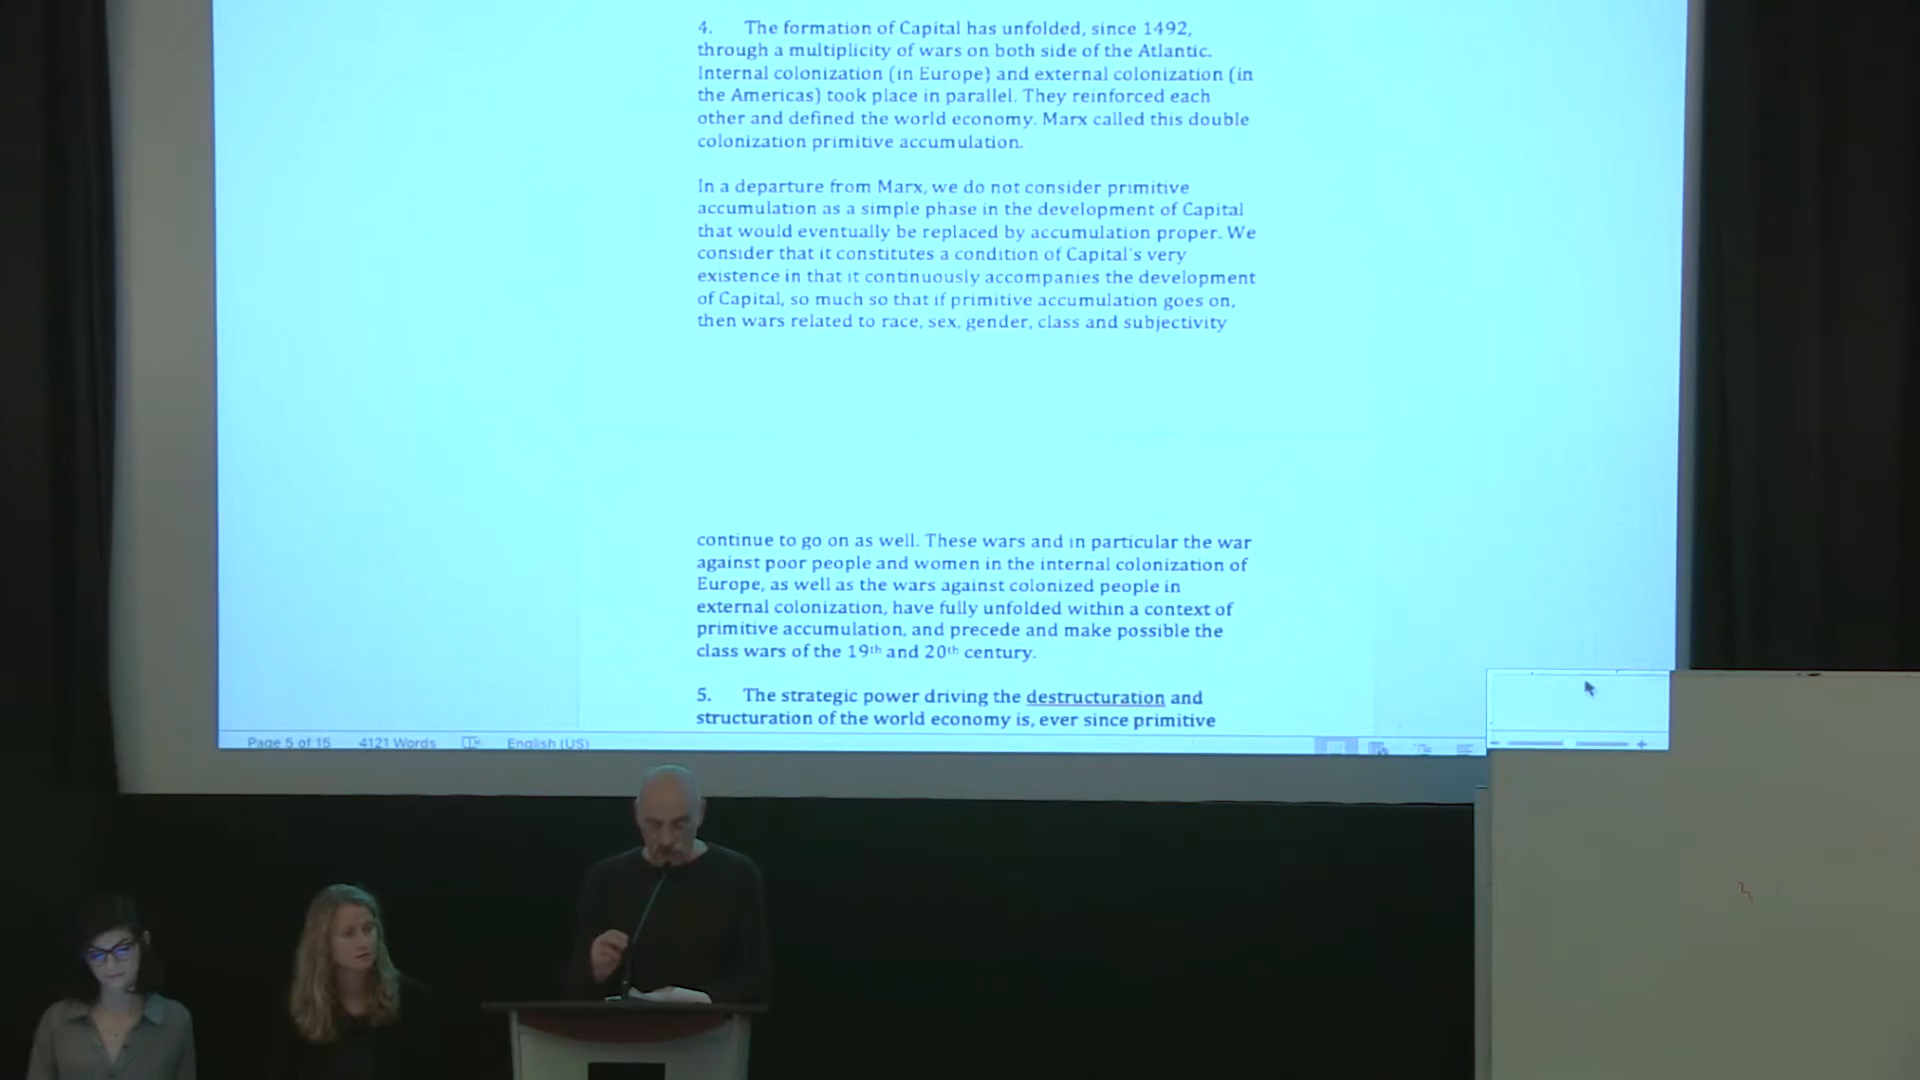 4. The formation of Capital has unfolded, since 1492,
through a multiplicity of wars on both side of the Atlantic.
Internal colonization (in Europe) and external colonization (in
the Americas) took place in parallel. They reinforced each
other and defined the world economy. Marx called this double
colonization primitive accumulation.
In a departure from Marx, we do not consider primitive
accumulation as a simple phase in the development of Capital
that would eventually be replaced by accumulation proper. We
consider that it constitutes a condition of Capital's very
existence in that it continuously accompanies the development
of Capital, so much so that if primitive accumulation goes on,
then wars related to race, sex, gender, class and subjectivity
continue to go on as well. These wars and in particular the war
against poor people and women in the internal colonization of
Europe, as well as the wars against colonized people in
external colonization, have fully unfolded within a context of
primitive accumulation, and precede and make possible the
class wars of the 19th and 20th century.
5. The strategic power driving the destructuration and
structuration of the world economy is, ever since primitive
Page 5 of 15 4121 Words English (US)